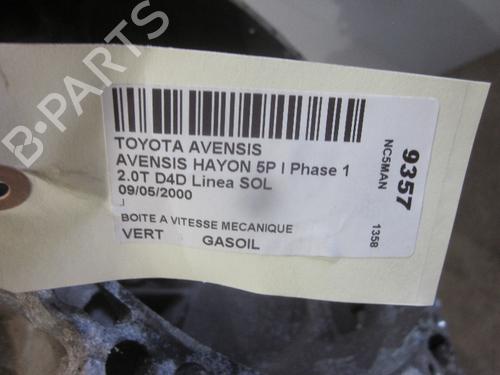 B-PARTS
TOYOTA AVENSIS
AVENSIS HAYON 5P I Phase 1
2.0T D4D Linea SOL
09/05/2000
BOITE A VITESSE MECANIQUE
VERT GASOIL
9357
NC5MAN
1358